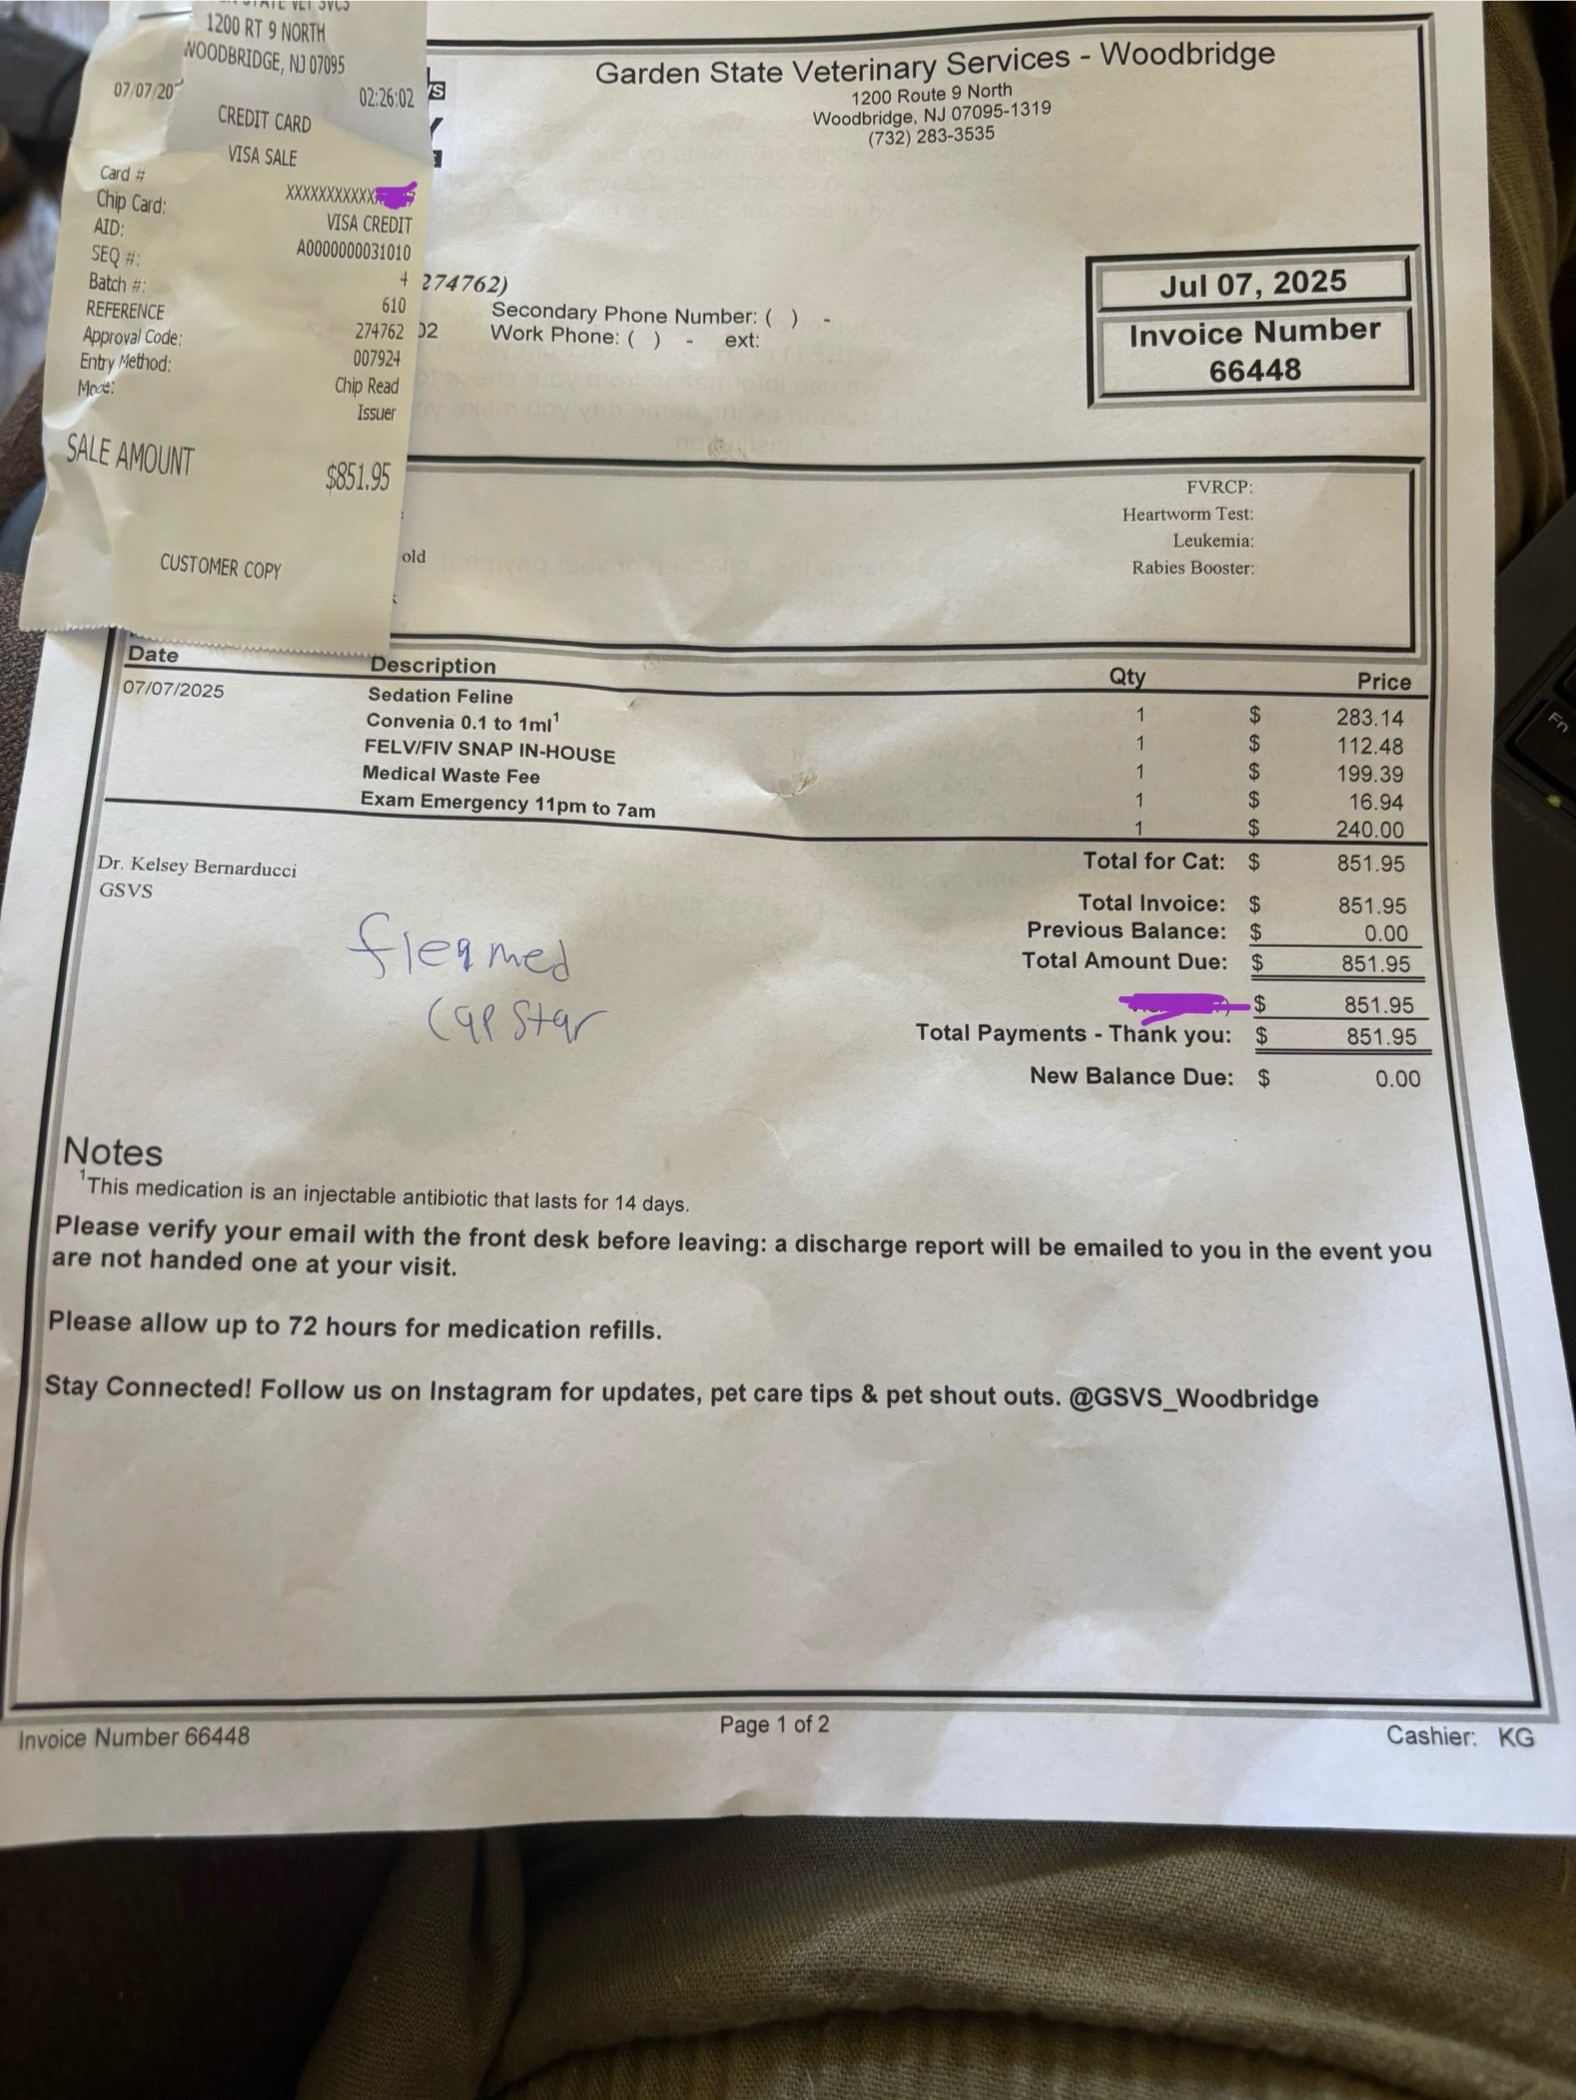 1200 RT 9 NORTH
WOODBRIDGE, NJ 07095
07/07/20 02:26:02
CREDIT CARD
VISA SALE
Card # XXXXXXXXXXX
Chip Card: VISA CREDIT
AID: A0000000031010
SEQ #: 4
Batch #: 610
REFERENCE 274762
Approval Code: 007924
Entry Method: Chip Read
Mode: Issuer
SALE AMOUNT $851.95
CUSTOMER COPY
Garden State Veterinary Services - Woodbridge
1200 Route 9 North
Woodbridge, NJ 07095-1319
(732) 283-3535
274762)
Secondary Phone Number: ( ) -
02 Work Phone: ( ) - ext:
Jul 07, 2025
Invoice Number
66448
FVRCP:
Heartworm Test:
Leukemia:
old
Rabies Booster:
Date Description Qty Price
07/07/2025 Sedation Feline 1 $ 283.14
Convenia 0.1 to 1ml¹ 1 $ 112.48
FELV/FIV SNAP IN-HOUSE 1 $ 199.39
Medical Waste Fee 1 $ 16.94
Exam Emergency 11pm to 7am 1 $ 240.00
Dr. Kelsey Bernarducci
GSVS
Total for Cat: $ 851.95
Total Invoice: $ 851.95
Previous Balance: $ 0.00
Total Amount Due: $ 851.95
$ 851.95
Total Payments - Thank you: $ 851.95
New Balance Due: $ 0.00
flea med
Capstar
Notes
¹This medication is an injectable antibiotic that lasts for 14 days.
Please verify your email with the front desk before leaving: a discharge report will be emailed to you in the event you
are not handed one at your visit.
Please allow up to 72 hours for medication refills.
Stay Connected! Follow us on Instagram for updates, pet care tips & pet shout outs. @GSVS_Woodbridge
Invoice Number 66448
Page 1 of 2
Cashier: KG
Fn